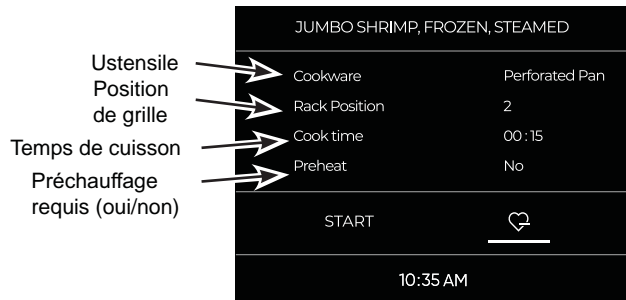 JUMBO SHRIMP, FROZEN, STEAMED
Ustensile
Cookware Perforated Pan
Position
de grille
Rack Position 2
Temps de cuisson
Cook time 00:15
Préchauffage
requis (oui/non)
Preheat No
START
10:35 AM